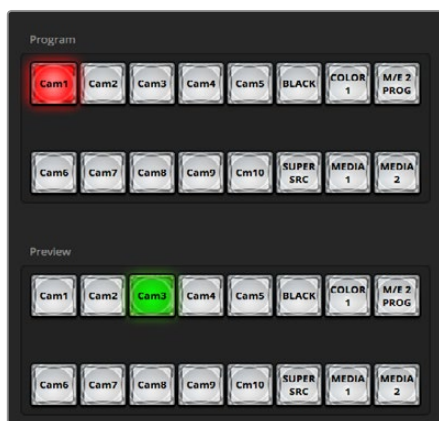 Program
Cam1 Cam2 Cam3 Cam4 Cam5 BLACK COLOR 1 M/E 2 PROG
Cam6 Cam7 Cam8 Cam9 Cm10 SUPER SRC MEDIA 1 MEDIA 2
Preview
Cam1 Cam2 Cam3 Cam4 Cam5 BLACK COLOR 1 M/E 2 PROG
Cam6 Cam7 Cam8 Cam9 Cm10 SUPER SRC MEDIA 1 MEDIA 2